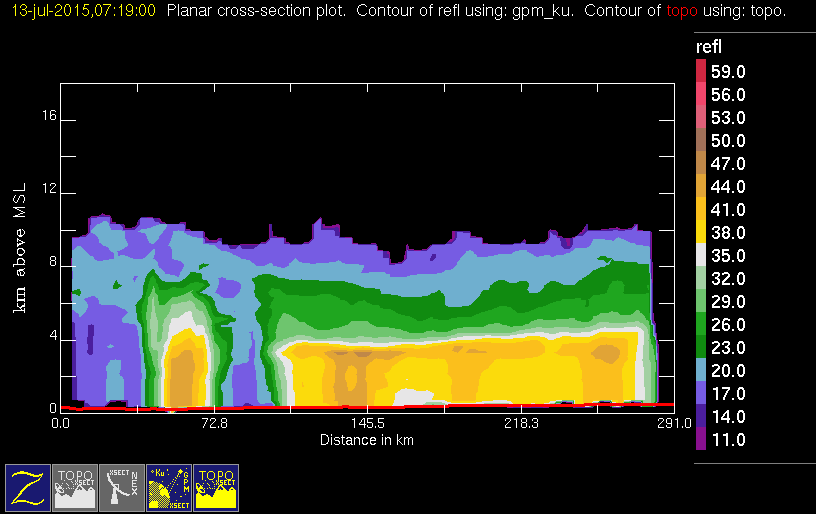 13-jul-2015,07:19:00 Planar cross-section plot. Contour of refl using: gpm_ku. Contour of topo using: topo.
refl
59.0
56.0
53.0
50.0
47.0
44.0
41.0
38.0
35.0
32.0
29.0
26.0
23.0
20.0
17.0
14.0
11.0
km above MSL
16
12
8
4
0
0.0 72.8 145.5 218.3 291.0
Distance in km
Z
TOPO XSECT
XSECT NEX
"Ku" GPM XSECT
TOPO XSECT